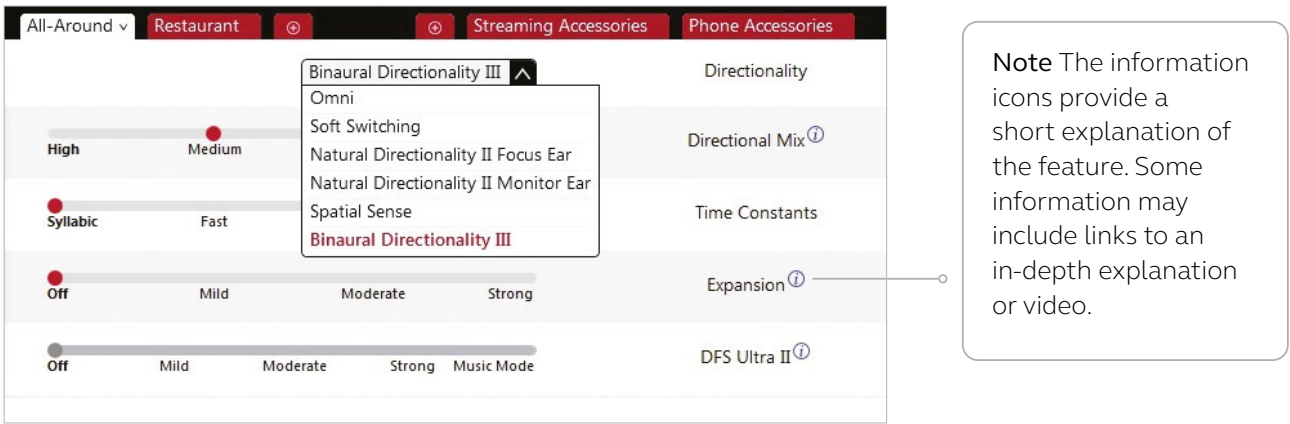 All-Around Restaurant Streaming Accessories Phone Accessories
Binaural Directionality III Directionality
Omni
Soft Switching
Natural Directionality II Focus Ear
Natural Directionality II Monitor Ear
Spatial Sense
Binaural Directionality III
High Medium Directional Mix
Syllabic Fast Time Constants
Off Mild Moderate Strong Expansion
Off Mild Moderate Strong Music Mode DFS Ultra II
Note The information
icons provide a
short explanation of
the feature. Some
information may
include links to an
in-depth explanation
or video.